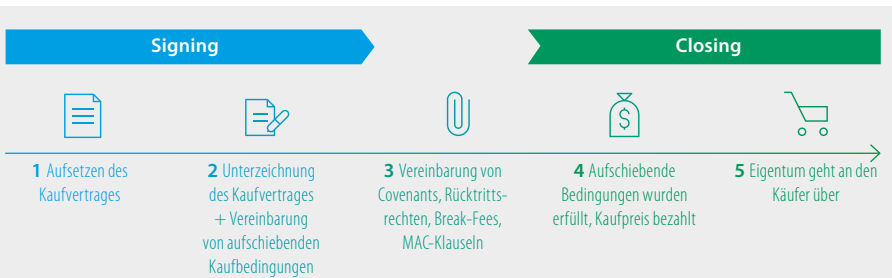 Signing
Closing
$
1 Aufsetzen des
Kaufvertrages
2 Unterzeichnung
des Kaufvertrages
+ Vereinbarung
von aufschiebenden
Kaufbedingungen
3 Vereinbarung von
Covenants, Rücktritts-
rechten, Break-Fees,
MAC-Klauseln
4 Aufschiebende
Bedingungen wurden
erfüllt, Kaufpreis bezahlt
5 Eigentum geht an den
Käufer über